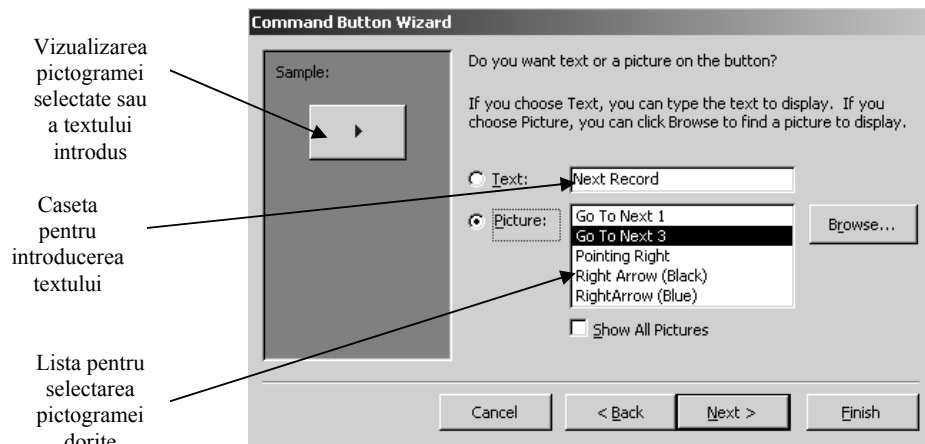 Command Button Wizard
Vizualizarea
pictogramei
selectate sau
a textului
introdus
Sample:
Do you want text or a picture on the button?
If you choose Text, you can type the text to display. If you
choose Picture, you can click Browse to find a picture to display.
Text:
Next Record
Caseta
pentru
introducerea
textului
Picture:
Go To Next 1
Go To Next 3
Pointing Right
Right Arrow (Black)
RightArrow (Blue)
Browse...
Show All Pictures
Lista pentru
selectarea
pictogramei
dorite
Cancel
< Back
Next >
Finish